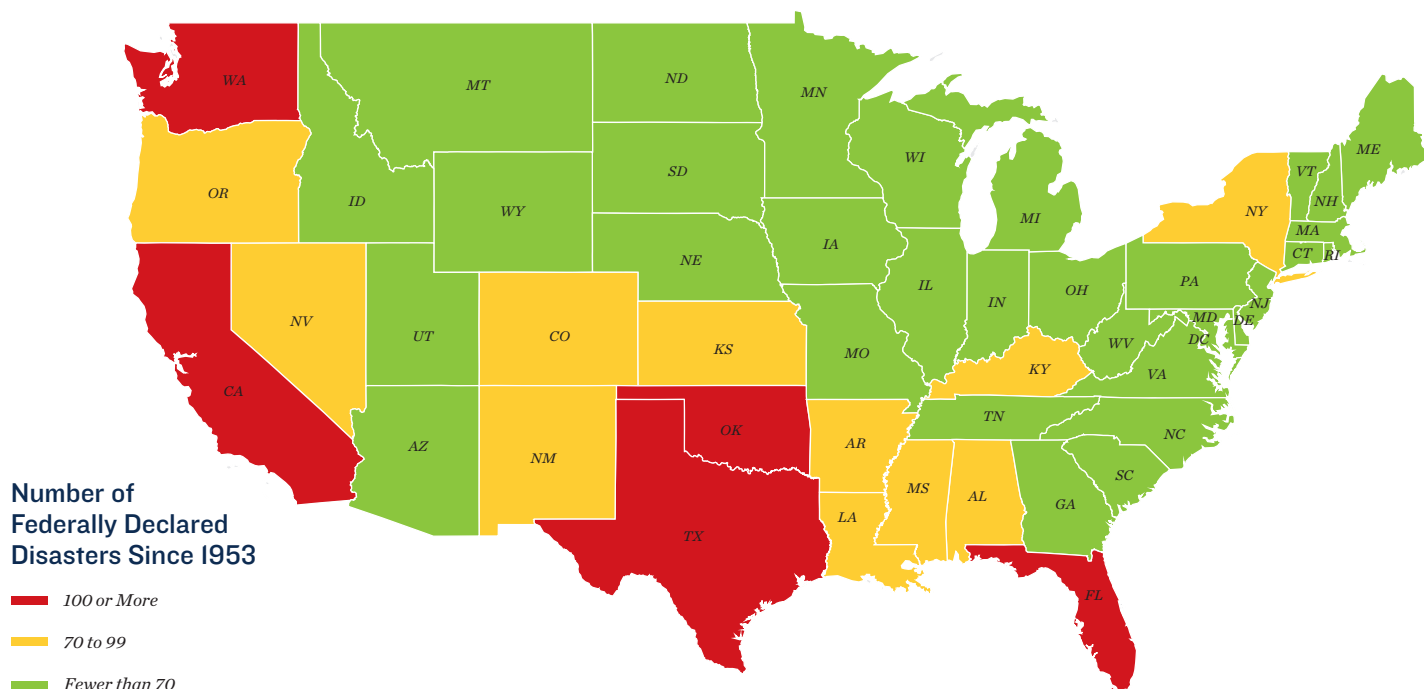 WA
MT
ND
MN
OR
ID
WY
SD
WI
MI
NY
VT
NH
ME
MA
CT
RI
NV
UT
CO
NE
IA
IL
IN
OH
PA
NJ
MD
DE
DC
WV
VA
CA
AZ
NM
KS
MO
KY
TN
NC
OK
AR
SC
TX
LA
MS
AL
GA
FL
Number of
Federally Declared
Disasters Since 1953
100 or More
70 to 99
Fewer than 70